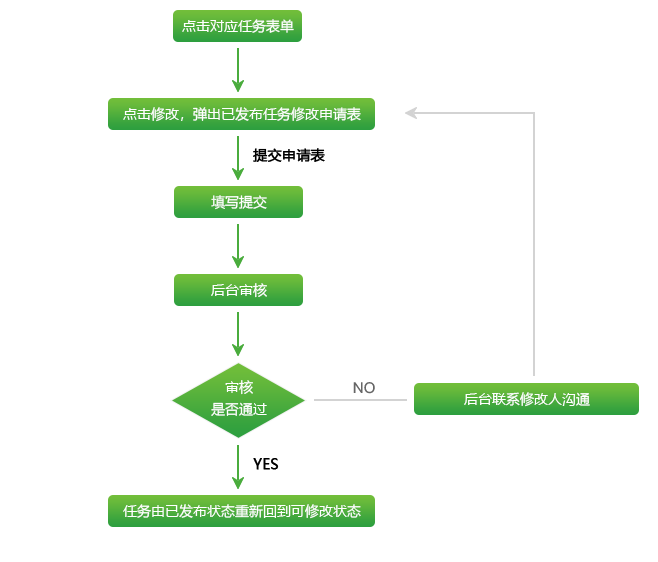 点击对应任务表单
点击修改，弹出已发布任务修改申请表
提交申请表
填写提交
后台审核
审核
是否通过
NO
后台联系修改人沟通
YES
任务由已发布状态重新回到可修改状态